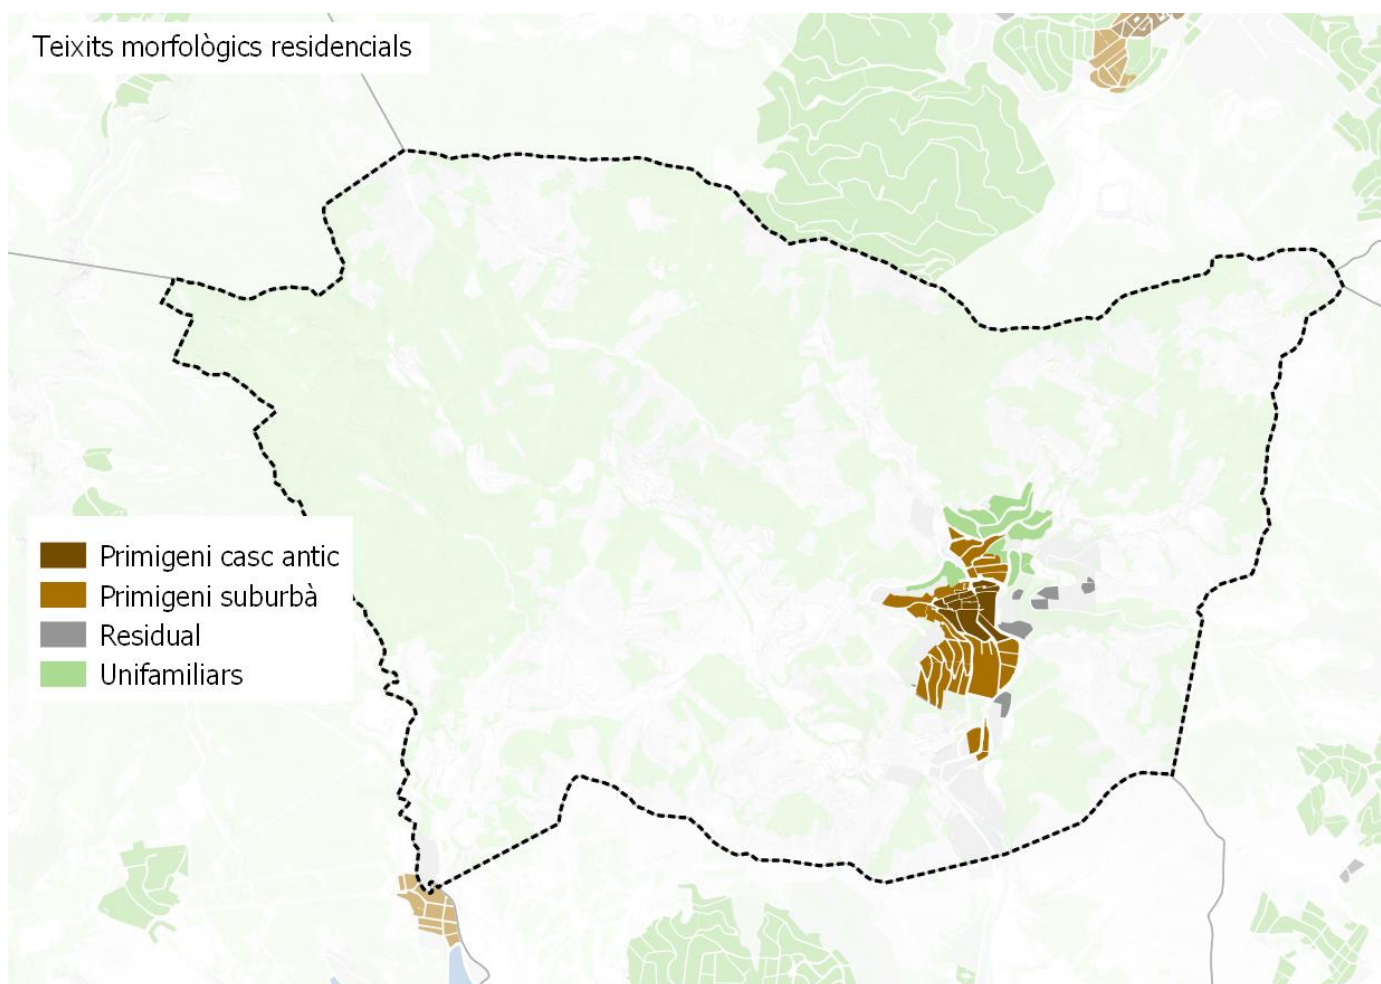 Teixits morfològics residencials
Primigeni casc antic
Primigeni suburbà
Residual
Unifamiliars